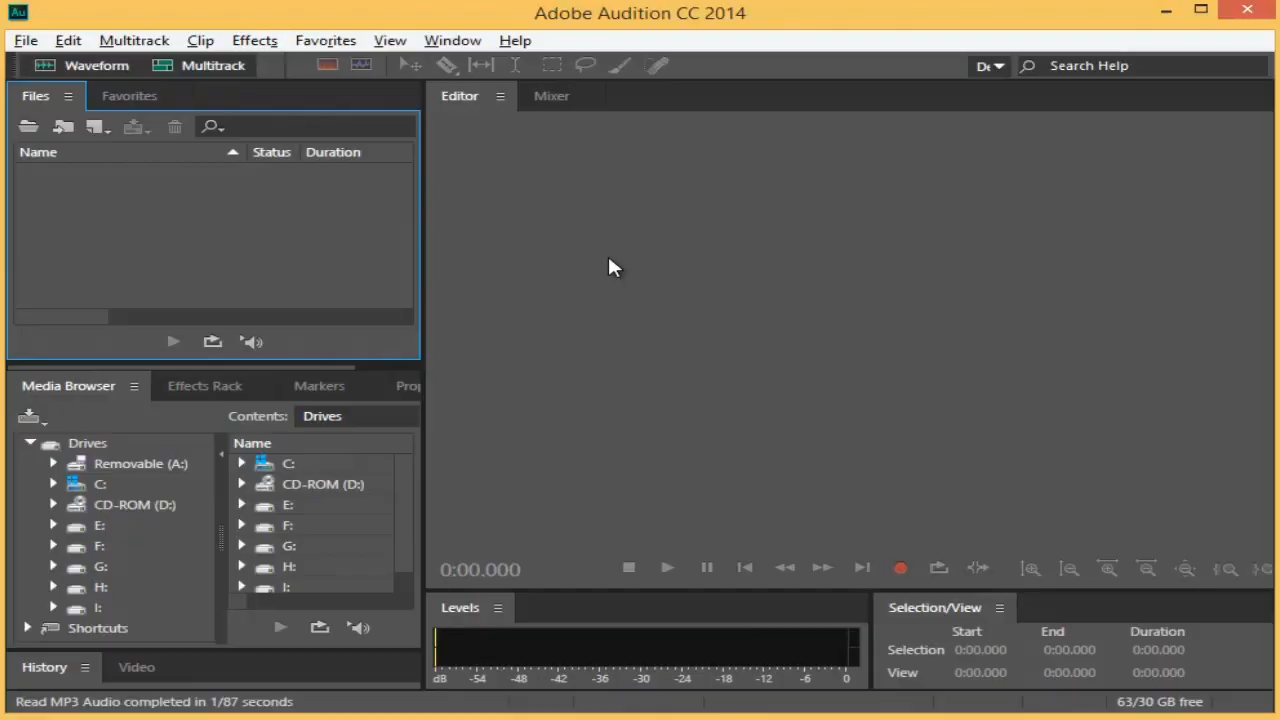 Au
Adobe Audition CC 2014
File Edit Multitrack Clip Effects Favorites View Window Help
Waveform Multitrack De Search Help
Files Favorites
Name Status Duration
Editor Mixer
Media Browser Effects Rack Markers Prop
Contents: Drives
Drives
Removable (A:)
C:
CD-ROM (D:)
E:
F:
G:
H:
I:
Shortcuts
Name
C:
CD-ROM (D:)
E:
F:
G:
H:
I:
History Video
0:00.000
Levels
dB -54 -48 -42 -36 -30 -24 -18 -12 -6 0
Selection/View
Start End Duration
Selection 0:00.000 0:00.000 0:00.000
View 0:00.000 0:00.000 0:00.000
Read MP3 Audio completed in 1/87 seconds
63/30 GB free